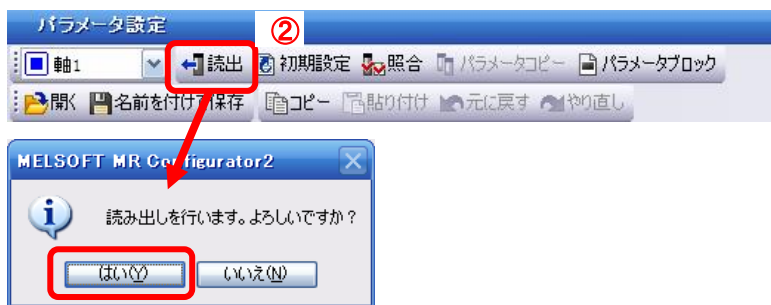 パラメータ設定
②
軸1 読出 初期設定 照合 パラメータコピー パラメータブロック
開く 名前を付けて保存 コピー 貼り付け 元に戻す やり直し
MELSOFT MR Configurator2
読み出しを行います。よろしいですか?
はい(Y) いいえ(N)